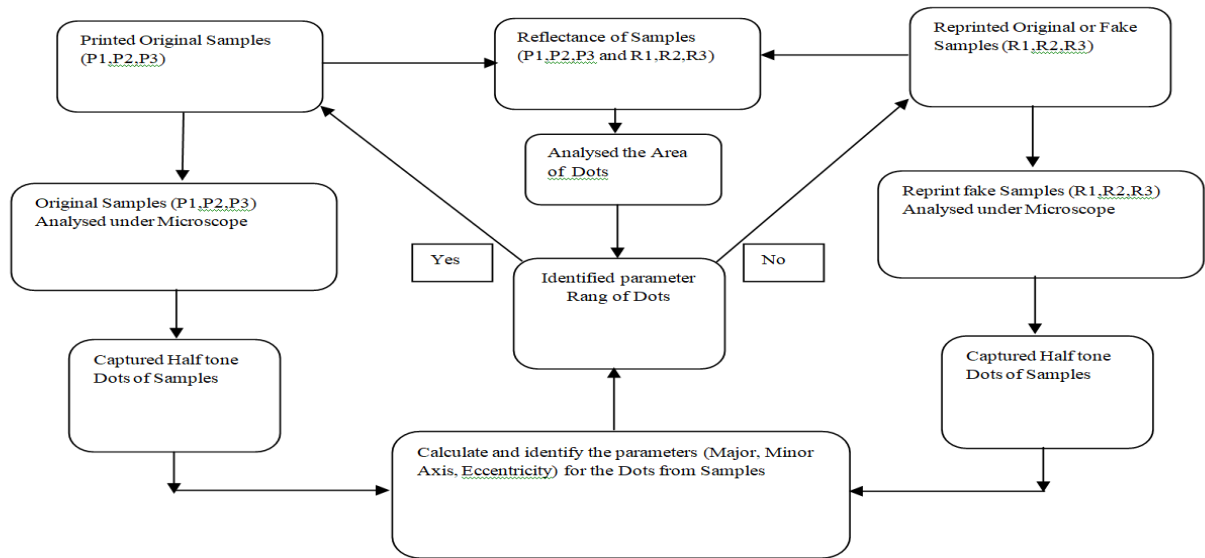 Printed Original Samples
(P1,P2,P3)
Reflectance of Samples
(P1,P2,P3 and R1,R2,R3)
Reprinted Original or Fake
Samples (R1,R2,R3)
Analysed the Area
of Dots
Original Samples (P1,P2,P3)
Analysed under Microscope
Reprint fake Samples (R1,R2,R3)
Analysed under Microscope
Yes
No
Identified parameter
Rang of Dots
Captured Half tone
Dots of Samples
Captured Half tone
Dots of Samples
Calculate and identify the parameters (Major, Minor
Axis, Eccentricity) for the Dots from Samples